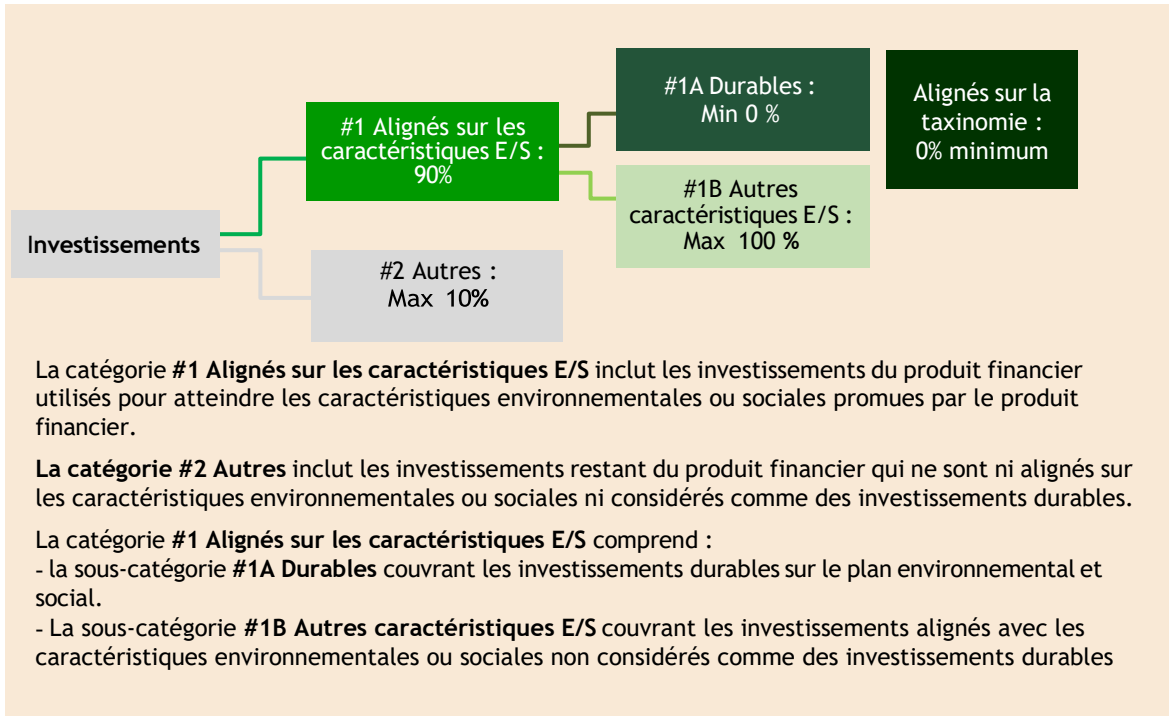 #1A Durables :
Min 0 %
Alignés sur la
taxinomie :
0% minimum
#1 Alignés sur les
caractéristiques E/S :
90%
#1B Autres
caractéristiques E/S :
Max 100 %
Investissements
#2 Autres :
Max 10%
La catégorie #1 Alignés sur les caractéristiques E/S inclut les investissements du produit financier
utilisés pour atteindre les caractéristiques environnementales ou sociales promues par le produit
financier.
La catégorie #2 Autres inclut les investissements restant du produit financier qui ne sont ni alignés sur
les caractéristiques environnementales ou sociales ni considérés comme des investissements durables.
La catégorie #1 Alignés sur les caractéristiques E/S comprend :
- la sous-catégorie #1A Durables couvrant les investissements durables sur le plan environnemental et
social.
- La sous-catégorie #1B Autres caractéristiques E/S couvrant les investissements alignés avec les
caractéristiques environnementales ou sociales non considérés comme des investissements durables